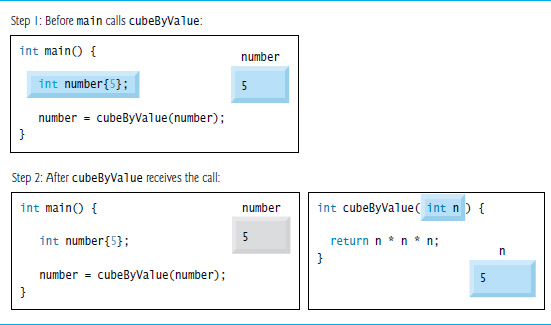 Step 1: Before main calls cubeByValue:
int main() {
number
int number{5};
5
number = cubeByValue(number);
}
Step 2: After cubeByValue receives the call:
int main() {
number
int number{5};
5
number = cubeByValue(number);
}
int cubeByValue( int n ) {
return n * n * n;
}
n
5